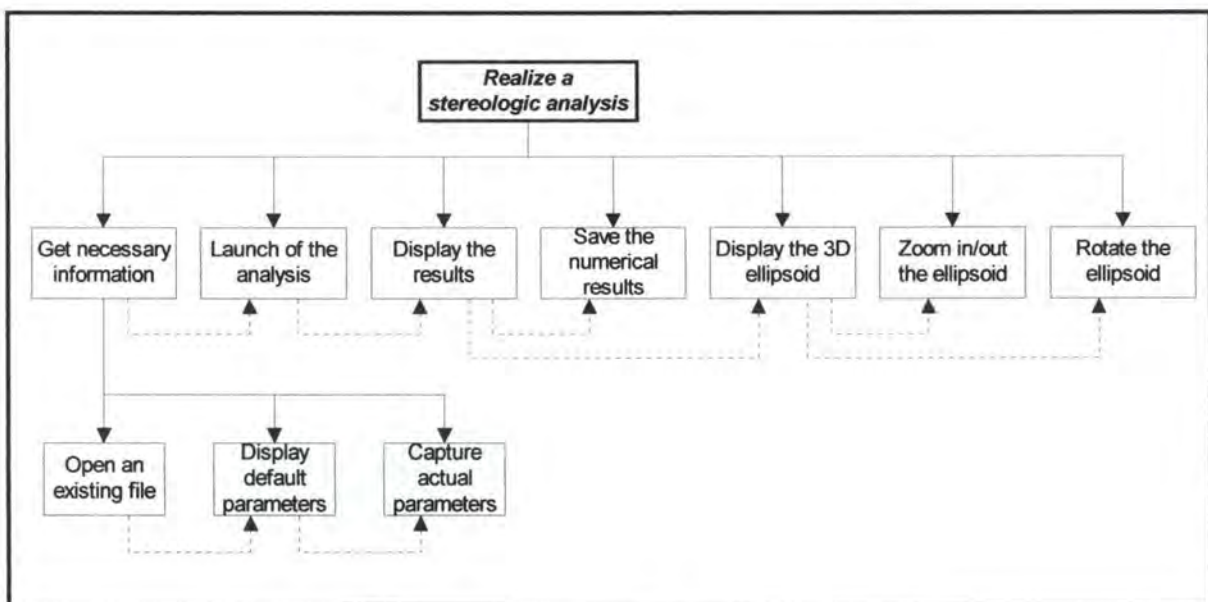 Realize a
stereologic analysis
Get necessary
information
Launch of the
analysis
Display the
results
Save the
numerical
results
Display the 3D
ellipsoid
Zoom in/out
the ellipsoid
Rotate the
ellipsoid
Open an
existing file
Display
default
parameters
Capture
actual
parameters